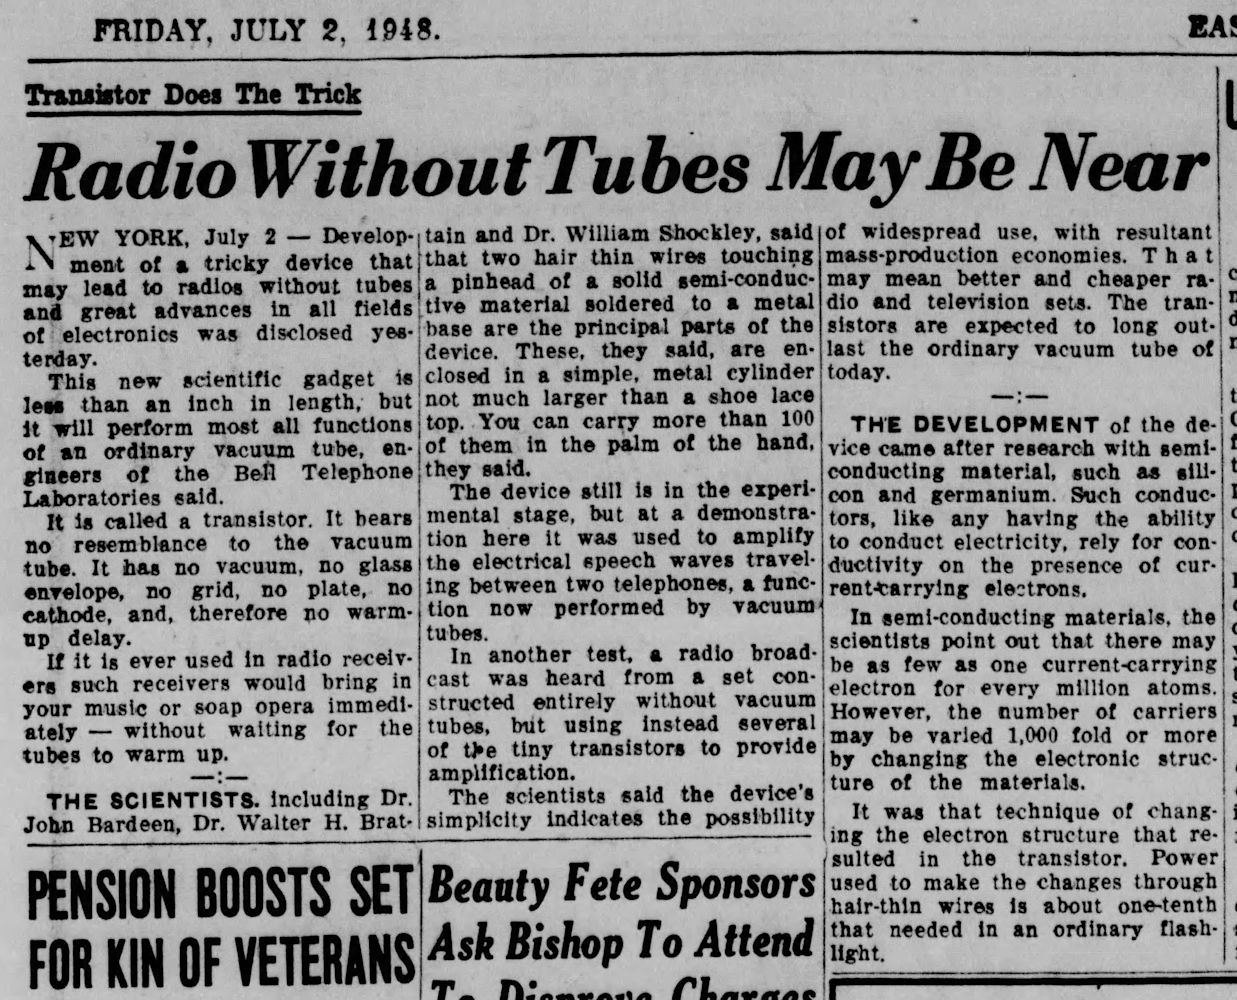 FRIDAY, JULY 2, 1948.
EAS
Transistor Does The Trick
Radio Without Tubes May Be Near
NEW YORK, July 2 — Develop-
ment of a tricky device that
may lead to radios without tubes
and great advances in all fields
of electronics was disclosed yes-
terday.
This new scientific gadget is
less than an inch in length, but
it will perform most all functions
of an ordinary vacuum tube, en-
gineers of the Bell Telephone
Laboratories said.
It is called a transistor. It bears
no resemblance to the vacuum
tube. It has no vacuum, no glass
envelope, no grid, no plate, no
cathode, and, therefore no warm-
up delay.
If it is ever used in radio receiv-
ers such receivers would bring in
your music or soap opera immedi-
ately — without waiting for the
tubes to warm up.
—:—
THE SCIENTISTS. including Dr.
John Bardeen, Dr. Walter H. Brat-
tain and Dr. William Shockley, said
that two hair thin wires touching
a pinhead of a solid semi-conduc-
tive material soldered to a metal
base are the principal parts of the
device. These, they said, are en-
closed in a simple, metal cylinder
not much larger than a shoe lace
top. You can carry more than 100
of them in the palm of the hand,
they said.
The device still is in the experi-
mental stage, but at a demonstra-
tion here it was used to amplify
the electrical speech waves travel-
ing between two telephones, a func-
tion now performed by vacuum
tubes.
In another test, a radio broad-
cast was heard from a set con-
structed entirely without vacuum
tubes, but using instead several
of the tiny transistors to provide
amplification.
The scientists said the device's
simplicity indicates the possibility
of widespread use, with resultant
mass-production economies. That
may mean better and cheaper ra-
dio and television sets. The tran-
sistors are expected to long out-
last the ordinary vacuum tube of
today.
—:—
THE DEVELOPMENT of the de-
vice came after research with semi-
conducting material, such as sili-
con and germanium. Such conduc-
tors, like any having the ability
to conduct electricity, rely for con-
ductivity on the presence of cur-
rent-carrying electrons.
In semi-conducting materials, the
scientists point out that there may
be as few as one current-carrying
electron for every million atoms.
However, the number of carriers
may be varied 1,000 fold or more
by changing the electronic struc-
ture of the materials.
It was that technique of chang-
ing the electron structure that re-
sulted in the transistor. Power
used to make the changes through
hair-thin wires is about one-tenth
that needed in an ordinary flash-
light.
PENSION BOOSTS SET
FOR KIN OF VETERANS
Beauty Fete Sponsors
Ask Bishop To Attend
To Disprove Charges